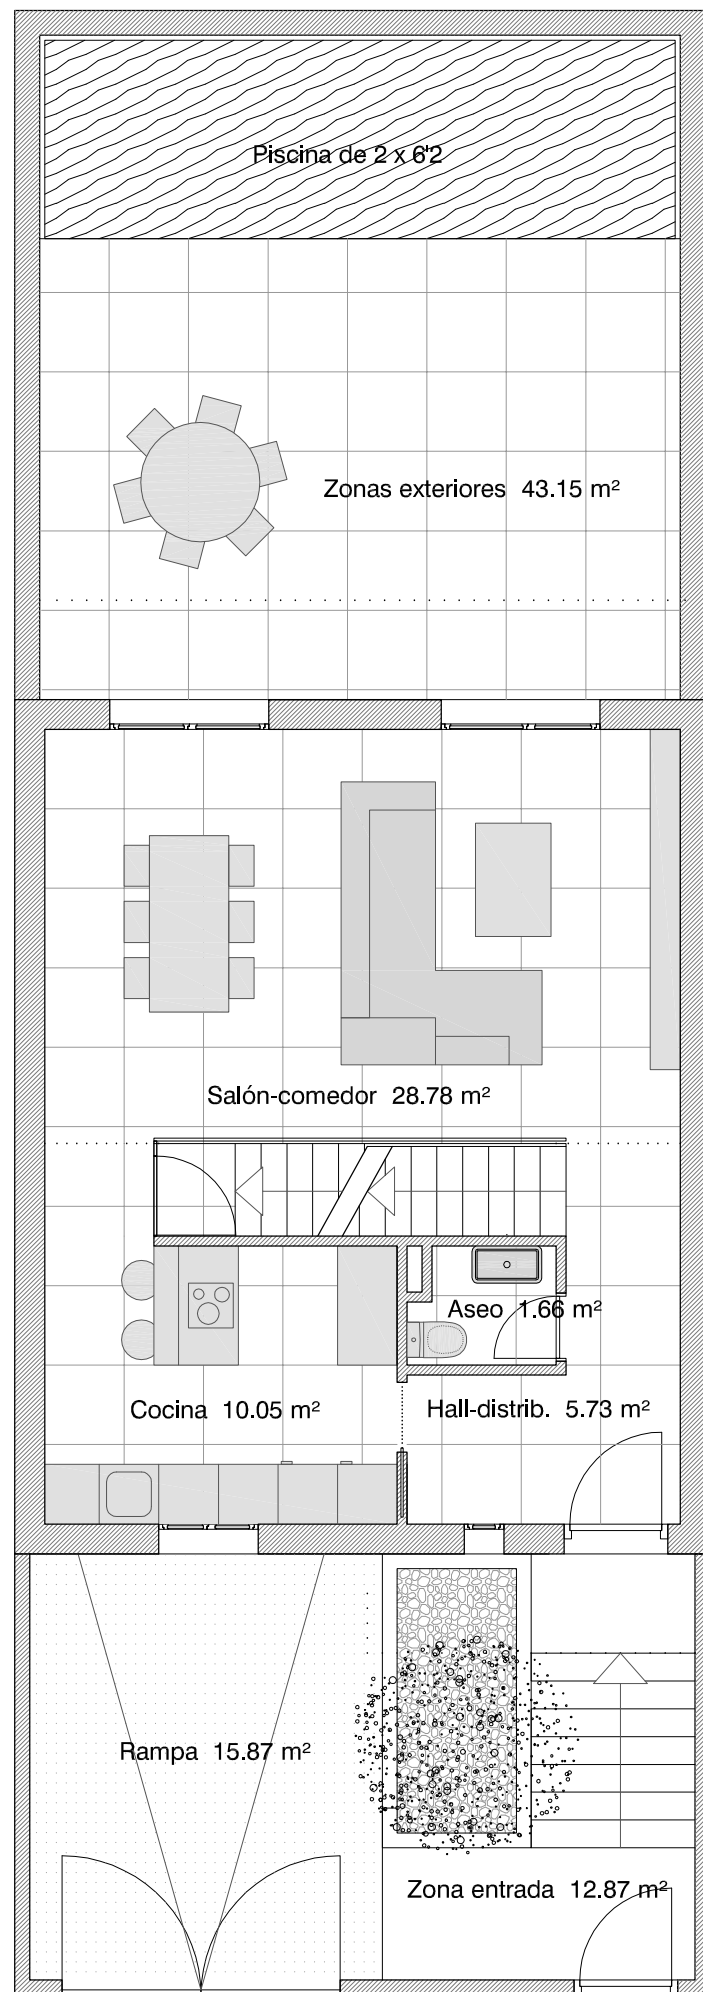 Piscina de 2 x 6'2
Zonas exteriores 43.15 m²
Salón-comedor 28.78 m²
Aseo 1.66 m²
Cocina 10.05 m²
Hall-distrib. 5.73 m²
Rampa 15.87 m²
Zona entrada 12.87 m²